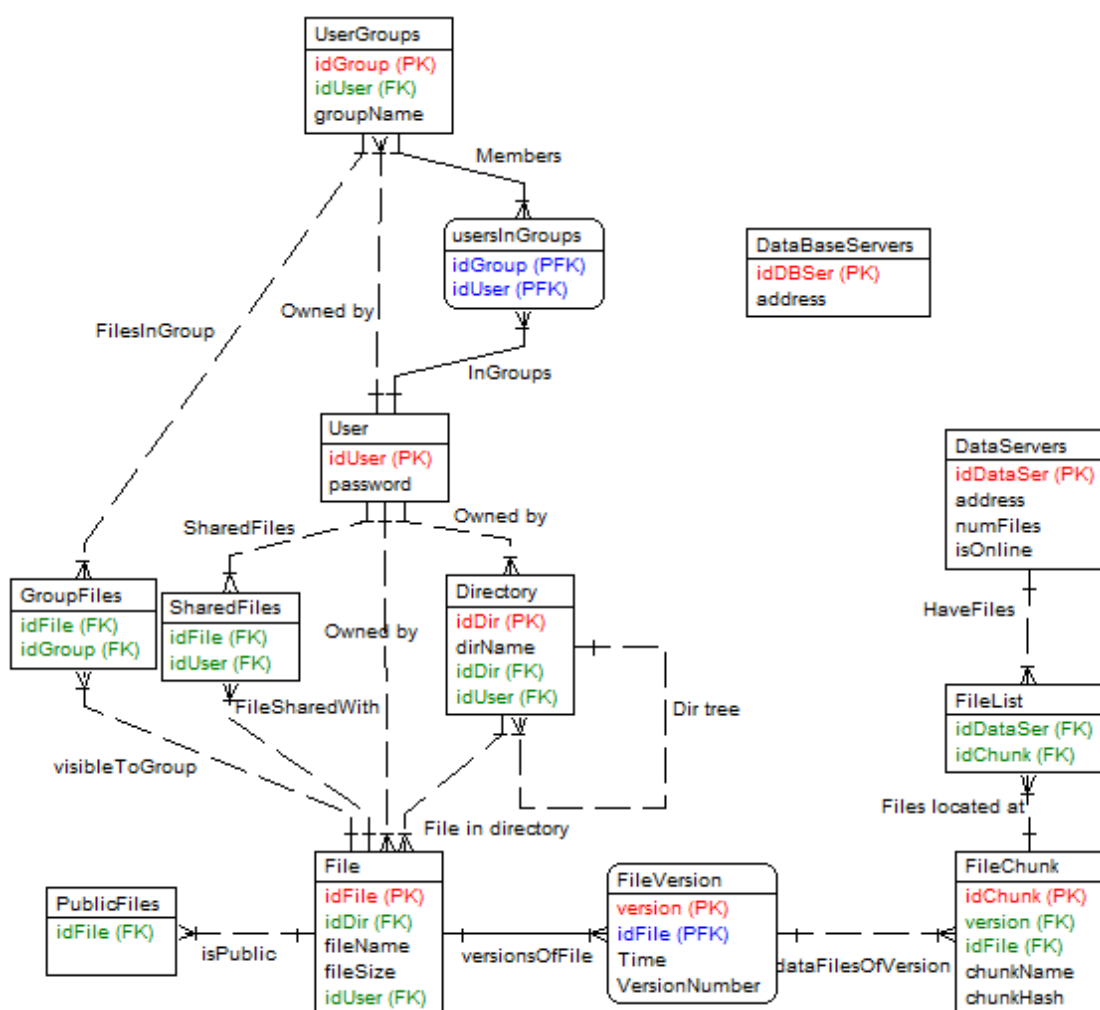 UserGroups
idGroup (PK)
idUser (FK)
groupName
Members
usersInGroups
idGroup (PFK)
idUser (PFK)
DataBaseServers
idDBSer (PK)
address
Owned by
FilesInGroup
InGroups
User
idUser (PK)
password
DataServers
idDataSer (PK)
address
numFiles
isOnline
SharedFiles
Owned by
GroupFiles
idFile (FK)
idGroup (FK)
SharedFiles
idFile (FK)
idUser (FK)
Owned by
Directory
idDir (PK)
dirName
idDir (FK)
idUser (FK)
HaveFiles
Dir tree
FileSharedWith
FileList
idDataSer (FK)
idChunk (FK)
visibleToGroup
Files located at
File in directory
File
idFile (PK)
idDir (FK)
fileName
fileSize
idUser (FK)
PublicFiles
idFile (FK)
isPublic
versionsOfFile
FileVersion
version (PK)
idFile (PFK)
Time
VersionNumber
dataFilesOfVersion
FileChunk
idChunk (PK)
version (FK)
idFile (FK)
chunkName
chunkHash